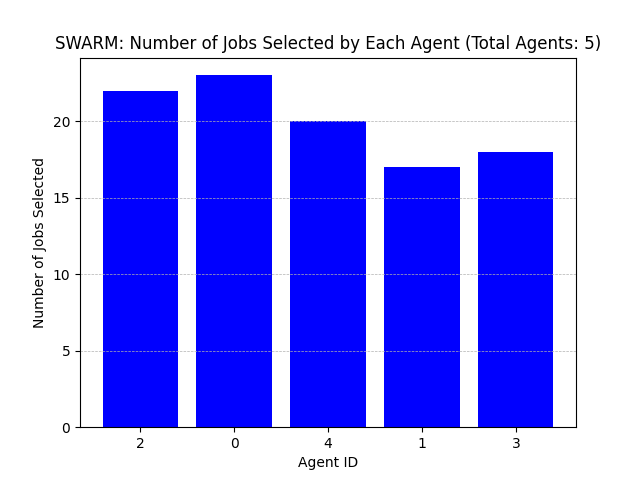 SWARM: Number of Jobs Selected by Each Agent (Total Agents: 5)
Number of Jobs Selected
20
15
10
5
0
2 0 4 1 3
Agent ID